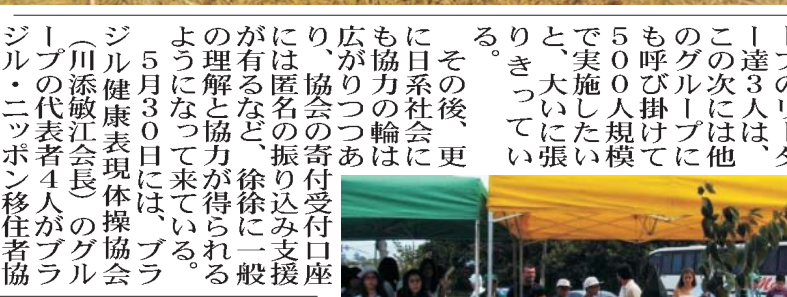 プのリーダ
ー達３人は、
この次には他
のグループに
も呼び掛けて
５００人規模
で実施したい
と、大いに張
りきってい
る。
その後、更
に日系社会に
も協力の輪は
広がりつつあ
り、協会の寄付受付口座
には匿名の振り込み支援
が有るなど、徐徐に一般
の理解と協力が得られる
ようになって来ている。
５月３０日には、ブラ
ジル健康表現体操協会
（川添敏江会長）のグル
ープの代表者４人がブラ
ジル・ニッポン移住者協